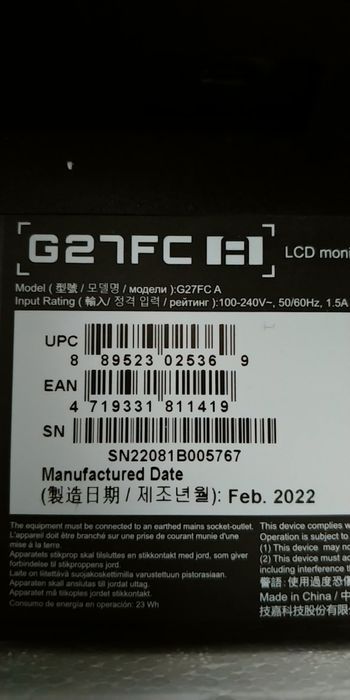 G27FC A
LCD moni
Model ( 型號 / 모델명 / модели ):G27FC A
Input Rating ( 輸入/ 정격 입력 / рейтинг ):100-240V~, 50/60Hz, 1.5A
UPC
8 89523 02536 9
EAN
4 719331 811419
SN
SN22081B005767
Manufactured Date
(製造日期 / 제조년월): Feb. 2022
The equipment must be connected to an earthed mains socket-outlet.
L'appareil doit être branché sur une prise de courant munie d'une
mise à la terre.
Apparatets stikprop skal tilsluttes en stikkontakt med jord, som giver
forbindelse til stikproppens jord.
Laite on liitettävä suojakoskettimilla varustettuun pistorasiaan.
Apparaten skall anslutas till jordat uttag.
Apparatet må tilkoples jordet stikkontakt.
Consumo de energía en operación: 23 Wh
This device complies w
Operation is subject to
(1) This device may no
(2) This device must ac
including interference t
警語: 使用過度恐傷
Made in China / 中
技嘉科技股份有限